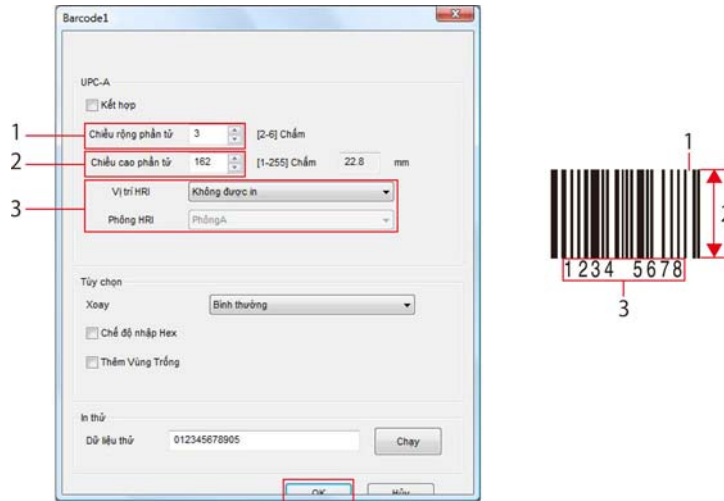 Barcode1
UPC-A
Kết hợp
1 Chiều rộng phần tử 3 [2-6] Chấm
2 Chiều cao phần tử 162 [1-255] Chấm 22.8 mm
3 Vị trí HRI Không được in
Phông HRI PhôngA
Tùy chọn
Xoay Bình thường
Chế độ nhập Hex
Thêm Vùng Trống
In thử
Dữ liệu thử 012345678905 Chạy
OK Hủy
1
2
1234 5678
3